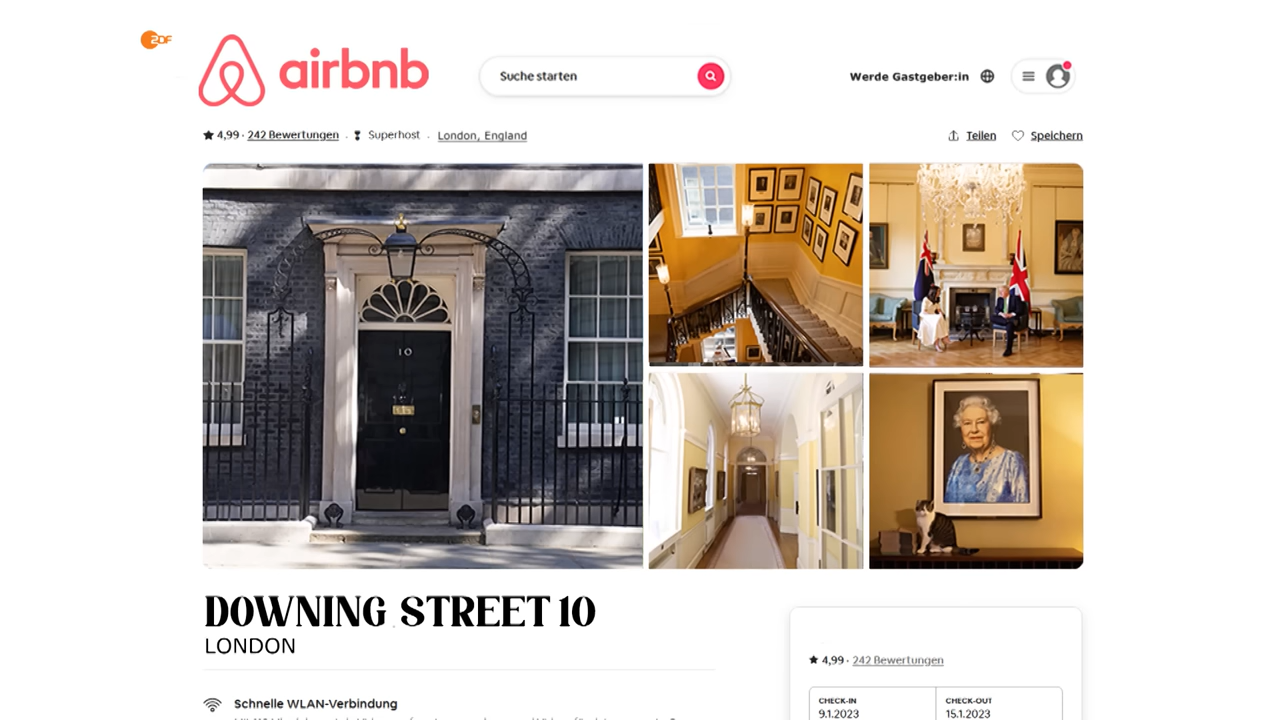 ZDF
airbnb
Suche starten
Werde Gastgeber:in
4,99 · 242 Bewertungen · Superhost · London, England
Teilen
Speichern
10
DOWNING STREET 10
LONDON
4,99 · 242 Bewertungen
Schnelle WLAN-Verbindung
CHECK-IN
9.1.2023
CHECK-OUT
15.1.2023